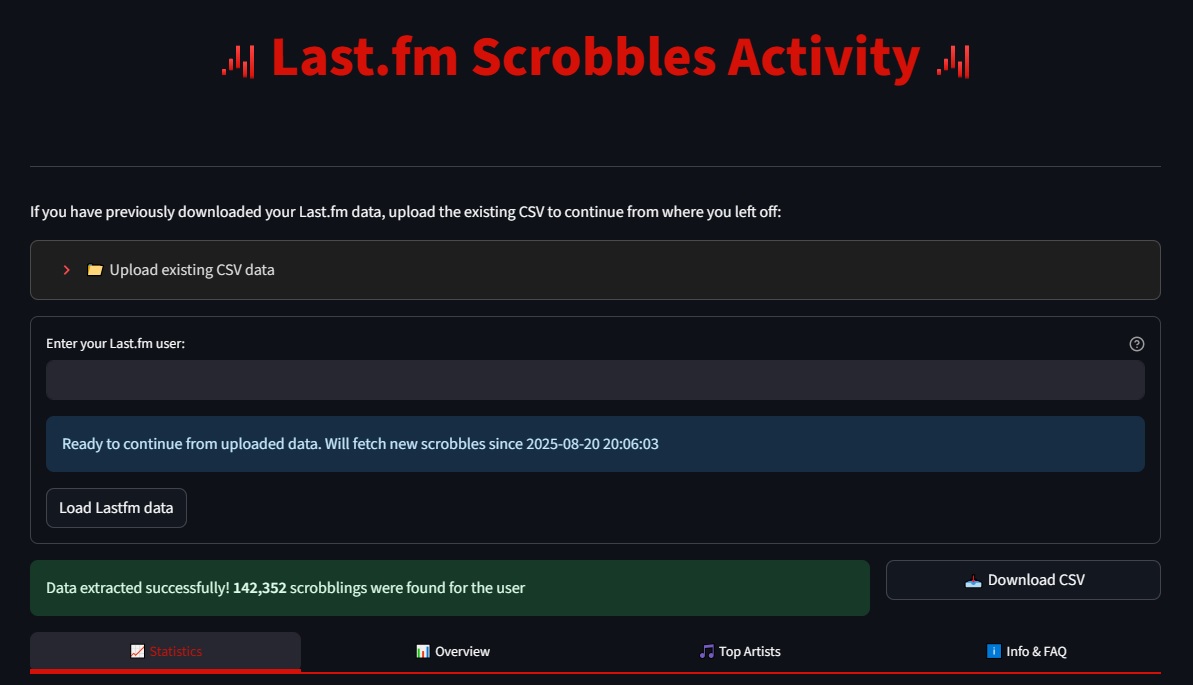 Last.fm Scrobbles Activity
If you have previously downloaded your Last.fm data, upload the existing CSV to continue from where you left off:
Upload existing CSV data
Enter your Last.fm user:
Ready to continue from uploaded data. Will fetch new scrobbles since 2025-08-20 20:06:03
Load Lastfm data
Data extracted successfully! 142,352 scrobblings were found for the user
Download CSV
Statistics
Overview
Top Artists
Info & FAQ